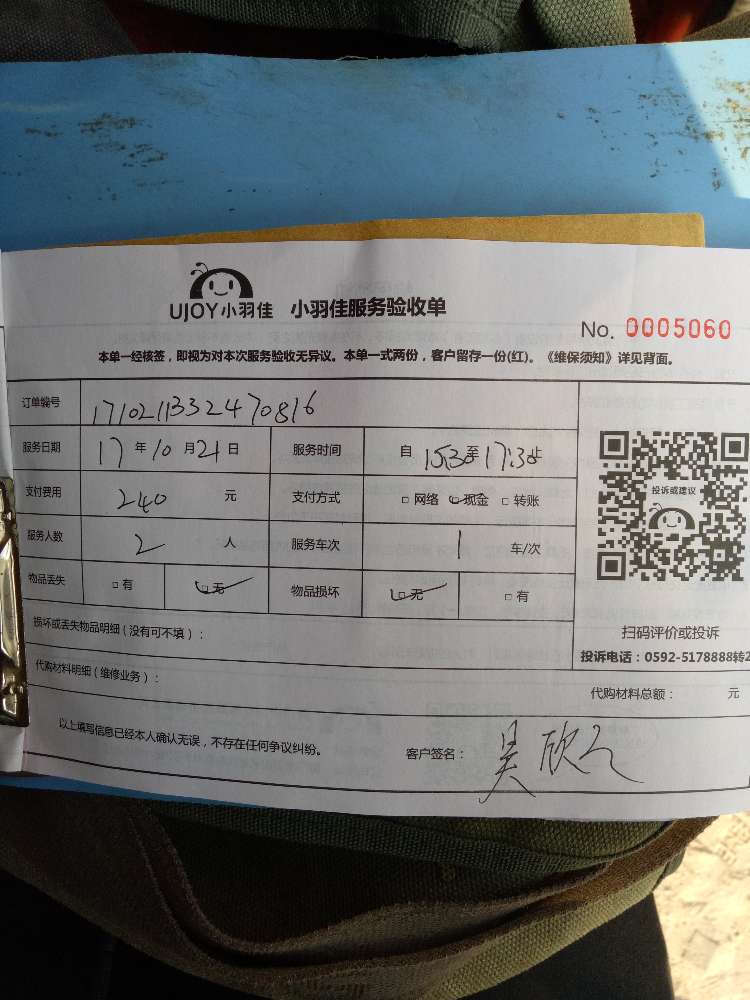 UJOY小羽佳 小羽佳服务验收单
No. 0005060
本单一经核签，即视为对本次服务验收无异议。本单一式两份，客户留存一份(红)。《维保须知》详见背面。
订单编号 1710211332470816
服务日期 17 年 10 月 21 日 服务时间 自 15:30 至 17:30 止
支付费用 240 元 支付方式 □ 网络 □ 现金 □ 转账
服务人数 2 人 服务车次 1 车/次
物品丢失 □ 有 □ 无 物品损坏 □ 无 □ 有
投诉或建议
扫码评价或投诉
投诉电话：0592-5178888转2
损坏或丢失物品明细（没有可不填）：
代购材料明细（维修业务）：
代购材料总额： 元
以上填写信息已经本人确认无误，不存在任何争议纠纷。 客户签名： 吴欣